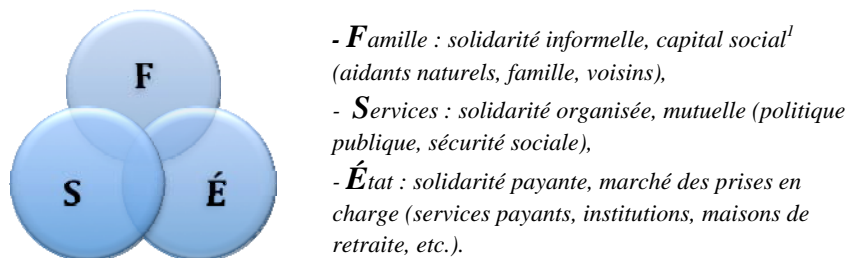 F
S
É
- Famille : solidarité informelle, capital social1
(aidants naturels, famille, voisins),
- Services : solidarité organisée, mutuelle (politique
publique, sécurité sociale),
- État : solidarité payante, marché des prises en
charge (services payants, institutions, maisons de
retraite, etc.).